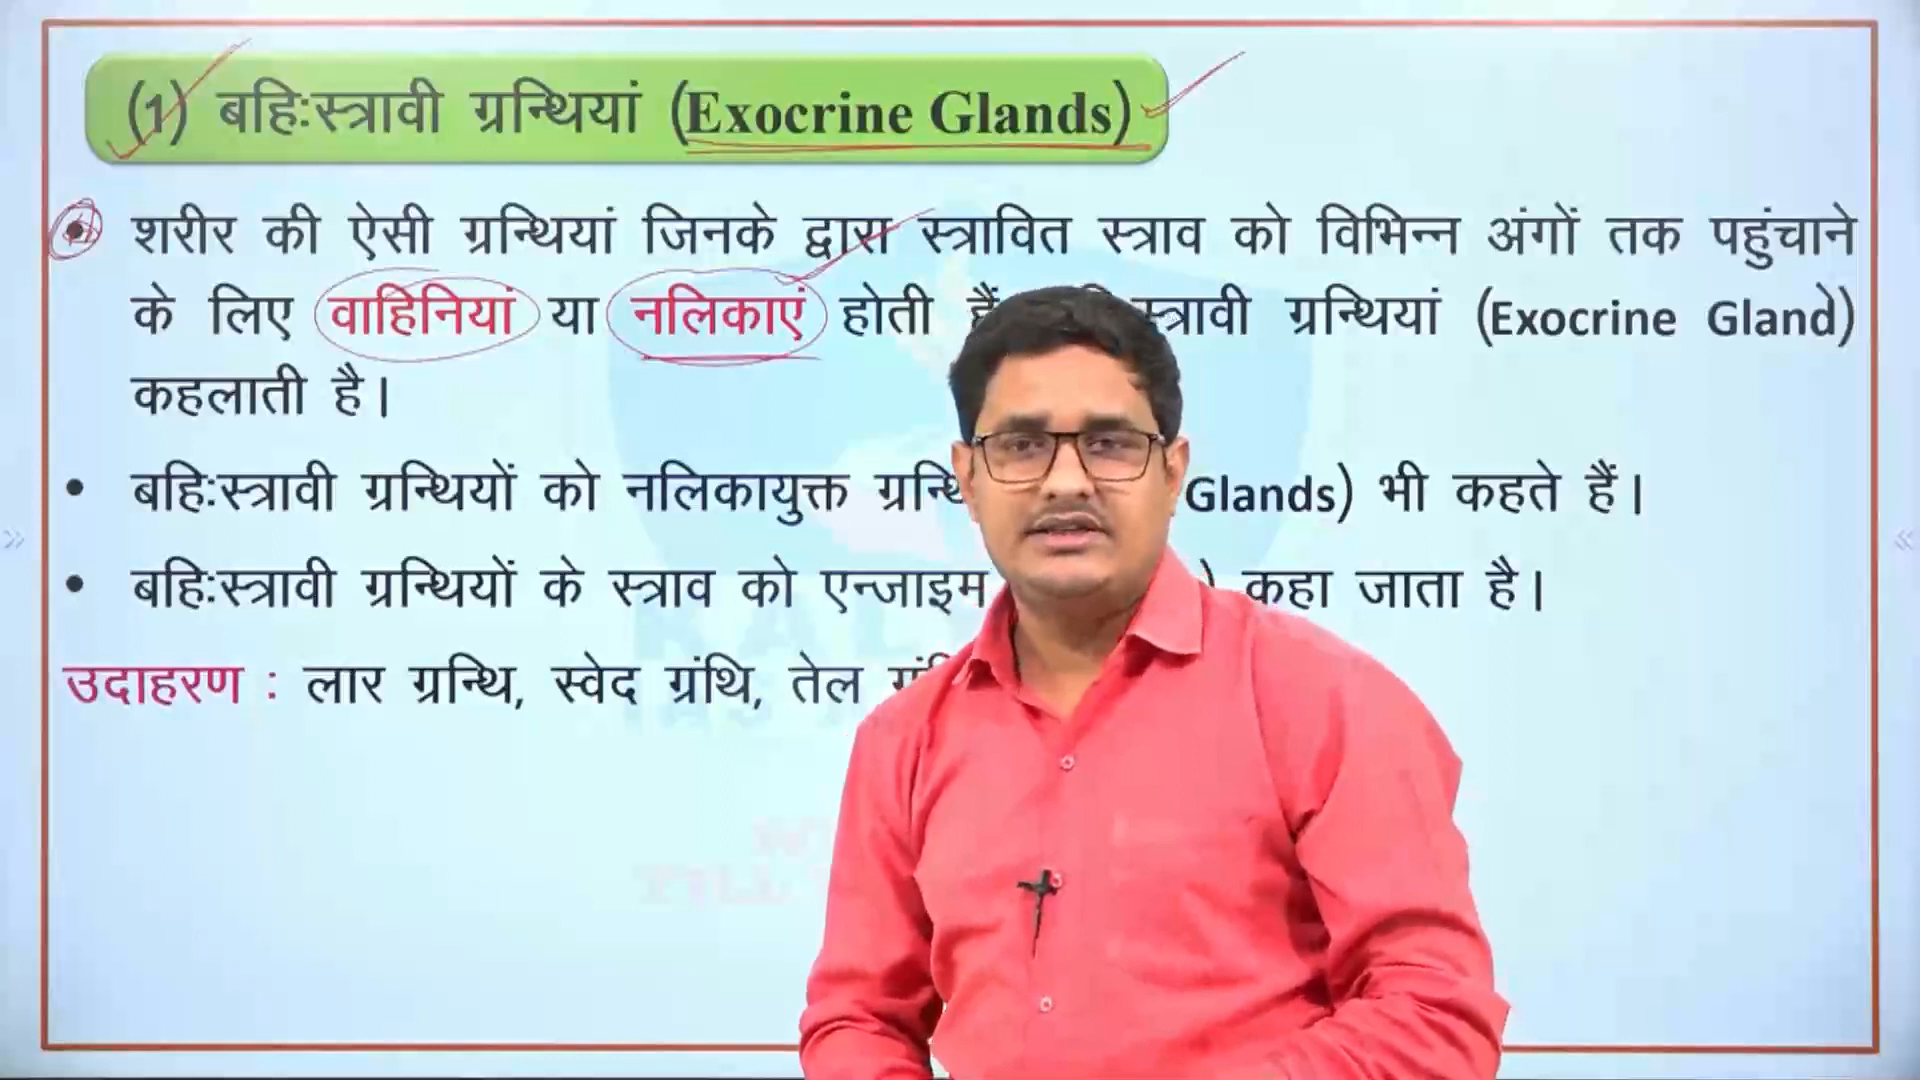 (1) बहिःस्त्रावी ग्रन्थियां (Exocrine Glands)
शरीर की ऐसी ग्रन्थियां जिनके द्वारा स्त्रावित स्त्राव को विभिन्न अंगों तक पहुंचाने
के लिए वाहिनियां या नलिकाएं होती हैं ग्रन्थियां (Exocrine Gland)
कहलाती है।
• बहिःस्त्रावी ग्रन्थियों को नलिकायुक्त Glands) भी कहते हैं।
• बहिःस्त्रावी ग्रन्थियों के स्त्राव को एन्जाइम कहा जाता है।
उदाहरण : लार ग्रन्थि, स्वेद ग्रंथि, तेल